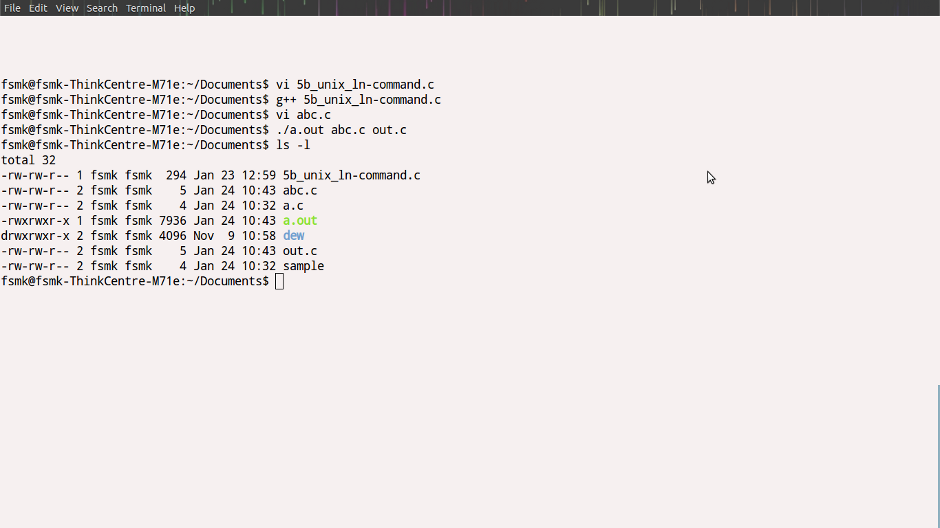 File Edit View Search Terminal Help
fsmk@fsmk-ThinkCentre-M71e:~/Documents$ vi 5b_unix_ln-command.c
fsmk@fsmk-ThinkCentre-M71e:~/Documents$ g++ 5b_unix_ln-command.c
fsmk@fsmk-ThinkCentre-M71e:~/Documents$ vi abc.c
fsmk@fsmk-ThinkCentre-M71e:~/Documents$ ./a.out abc.c out.c
fsmk@fsmk-ThinkCentre-M71e:~/Documents$ ls -l
total 32
-rw-rw-r-- 1 fsmk fsmk  294 Jan 23 12:59 5b_unix_ln-command.c
-rw-rw-r-- 2 fsmk fsmk    5 Jan 24 10:43 abc.c
-rw-rw-r-- 2 fsmk fsmk    4 Jan 24 10:32 a.c
-rwxrwxr-x 1 fsmk fsmk 7936 Jan 24 10:43 a.out
drwxrwxr-x 2 fsmk fsmk 4096 Nov  9 10:58 dew
-rw-rw-r-- 2 fsmk fsmk    5 Jan 24 10:43 out.c
-rw-rw-r-- 2 fsmk fsmk    4 Jan 24 10:32 sample
fsmk@fsmk-ThinkCentre-M71e:~/Documents$